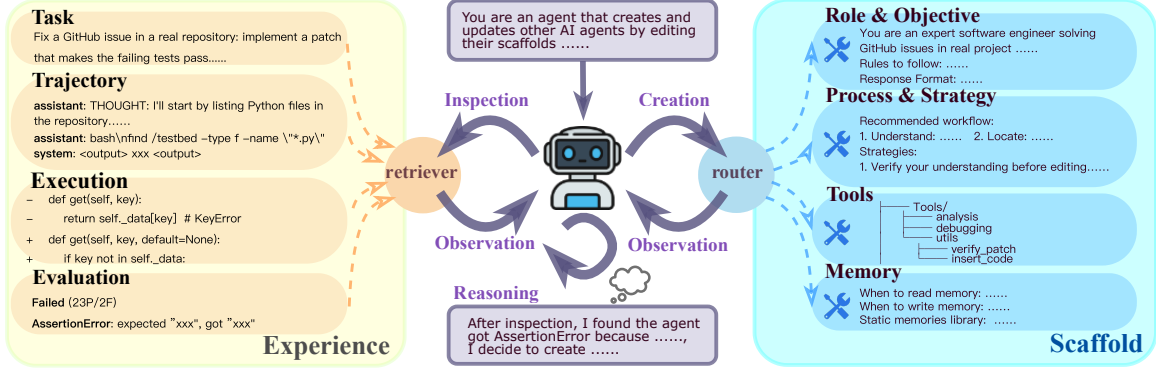 Task
Fix a GitHub issue in a real repository: implement a patch
that makes the failing tests pass......
Trajectory
assistant: THOUGHT: I'll start by listing Python files in
the repository......
assistant: bash\nfnd /testbed -type f -name \"*.py\"
system: <output> xxx <output>
Execution
- def get(self, key):
- return self._data[key] # KeyError
+ def get(self, key, default=None):
+ if key not in self._data:
Evaluation
Failed (23P/2F)
AssertionError: expected "xxx", got "xxx"
Experience
retriever
You are an agent that creates and
updates other AI agents by editing
their scaffolds ......
Inspection
Creation
Observation
Observation
Reasoning
After inspection, I found the agent
got AssertionError because ......,
I decide to create ......
router
Role & Objective
You are an expert software engineer solving
GitHub issues in real project ......
Rules to follow: ......
Response Format: ......
Process & Strategy
Recommended workflow:
1. Understand: ...... 2. Locate: ......
Strategies:
1. Verify your understanding before editing......
Tools
Tools/
analysis
debugging
utils
verify_patch
insert_code
Memory
When to read memory: ......
When to write memory: ......
Static memories library: ......
Scaffold